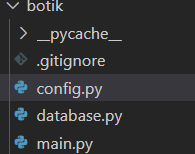 botik
__pycache__
.gitignore
config.py
database.py
main.py